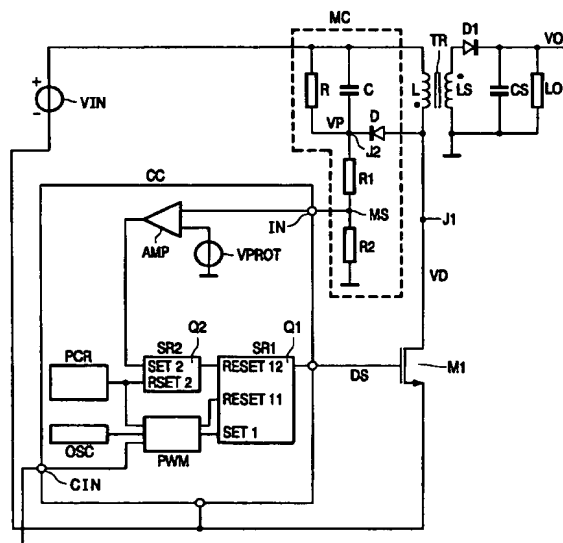 MC
D1
VO
TR
+
-
VIN
R
C
L
LS
CS
LO
VP
D
J2
R1
CC
IN
MS
J1
AMP
VPROT
R2
VD
Q2
Q1
PCR
SR2
SR1
SET 2
RESET 12
DS
M1
RSET 2
RESET 11
OSC
SET 1
PWM
CIN